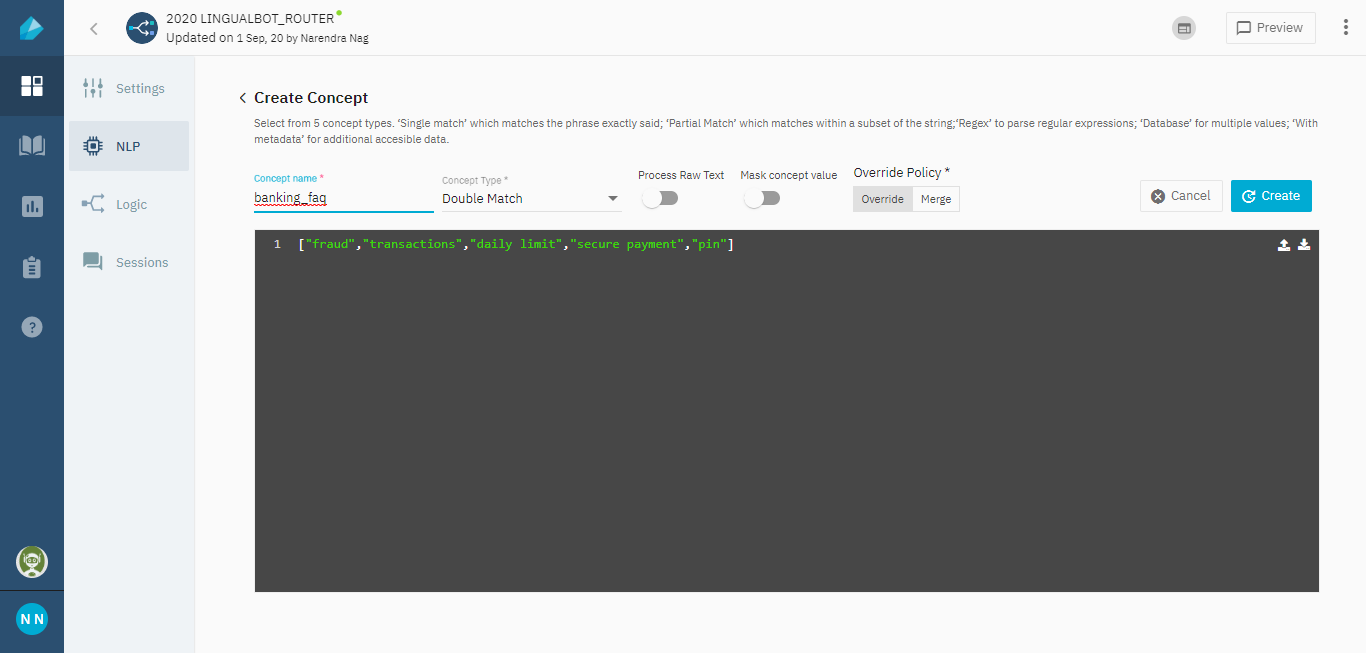 2020 LINGUALBOT_ROUTER
Updated on 1 Sep, 20 by Narendra Nag
Preview
Settings
NLP
Logic
Sessions
Create Concept
Select from 5 concept types. ‘Single match’ which matches the phrase exactly said; ‘Partial Match’ which matches within a subset of the string;‘Regex’ to parse regular expressions; ‘Database’ for multiple values; ‘With
metadata’ for additional accesible data.
Concept name *
banking_faq
Concept Type *
Double Match
Process Raw Text
Mask concept value
Override Policy *
Override
Merge
Cancel
Create
1 ["fraud","transactions","daily limit","secure payment","pin"]
?
N N